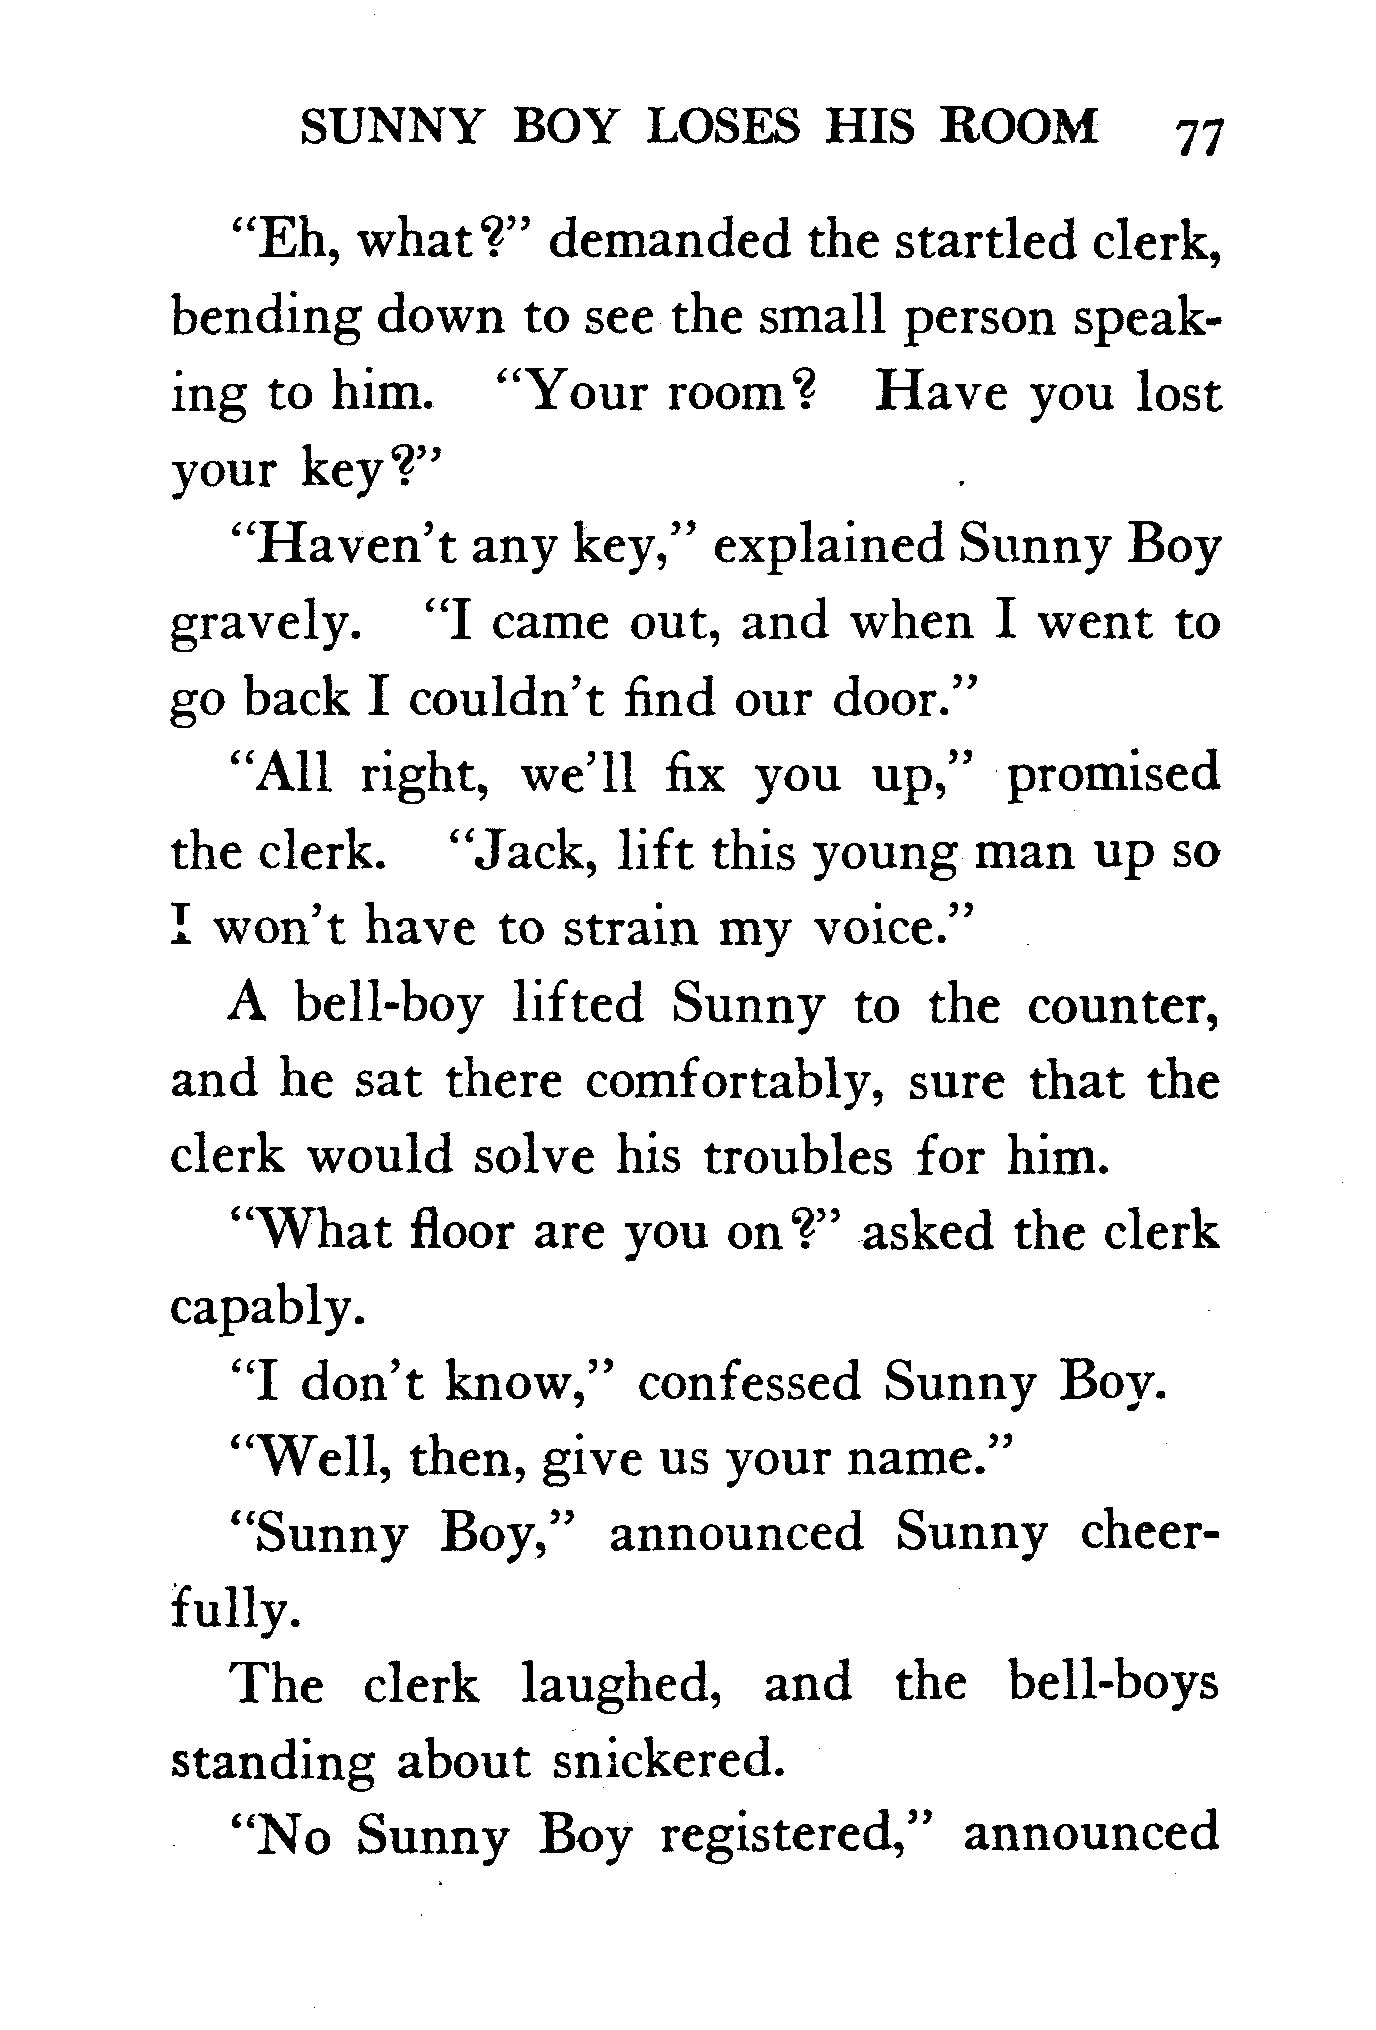 SUNNY BOY LOSES HIS ROOM 77
"Eh, what?" demanded the startled clerk,
bending down to see the small person speak-
ing to him. "Your room? Have you lost
your key?"
"Haven't any key," explained Sunny Boy
gravely. "I came out, and when I went to
go back I couldn't find our door."
"All right, we'll fix you up," promised
the clerk. "Jack, lift this young man up so
I won't have to strain my voice."
A bell-boy lifted Sunny to the counter,
and he sat there comfortably, sure that the
clerk would solve his troubles for him.
"What floor are you on?" asked the clerk
capably.
"I don't know," confessed Sunny Boy.
"Well, then, give us your name."
"Sunny Boy," announced Sunny cheer-
fully.
The clerk laughed, and the bell-boys
standing about snickered.
"No Sunny Boy registered," announced